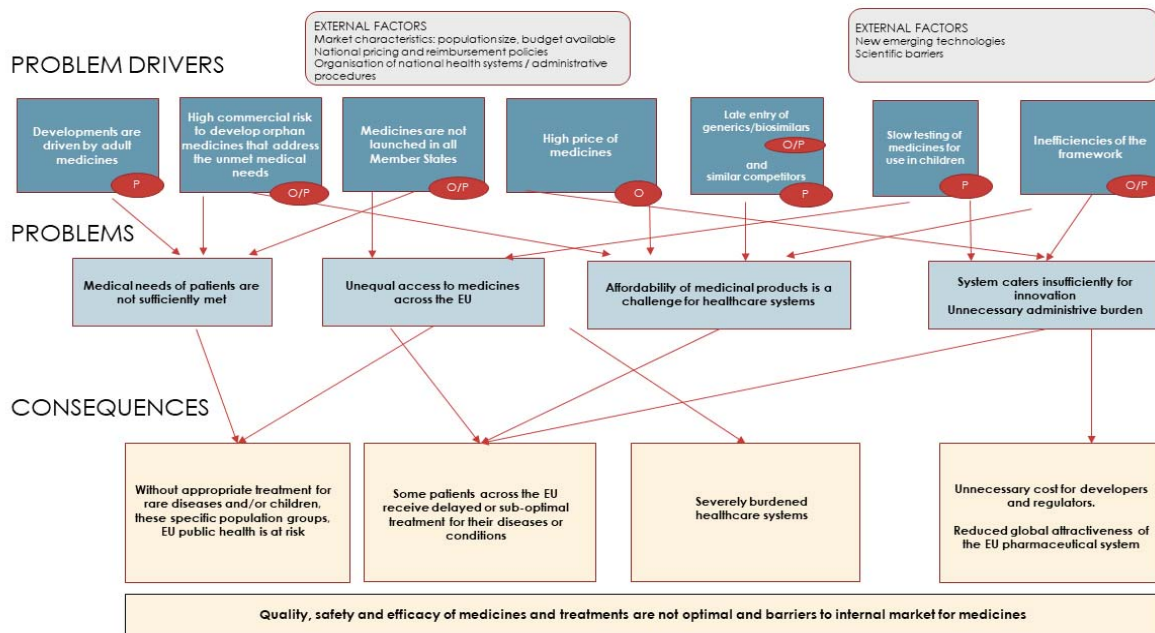 EXTERNAL FACTORS
Market characteristics: population size, budget available
National pricing and reimbursement policies
Organisation of national health systems / administrative
procedures
EXTERNAL FACTORS
New emerging technologies
Scientific barriers
PROBLEM DRIVERS
Developments are
driven by adult
medicines
P
High commercial risk
to develop orphan
medicines that address
the unmet medical
needs
O/P
Medicines are not
launched in all
Member States
O/P
High price of
medicines
O
Late entry of
generics/biosimilars
O/P
and
similar competitors
P
Slow testing of
medicines for
use in children
P
Inefficiencies of the
framework
O/P
PROBLEMS
Medical needs of patients are
not sufficiently met
Unequal access to medicines
across the EU
Affordability of medicinal products is a
challenge for healthcare systems
System caters insufficiently for
innovation
Unnecessary administrive burden
CONSEQUENCES
Without appropriate treatment for
rare diseases and/or children,
these specific population groups,
EU public health is at risk
Some patients across the EU
receive delayed or sub-optimal
treatment for their diseases or
conditions
Severely burdened
healthcare systems
Unnecessary cost for developers
and regulators.
Reduced global attractiveness of
the EU pharmaceutical system
Quality, safety and efficacy of medicines and treatments are not optimal and barriers to internal market for medicines